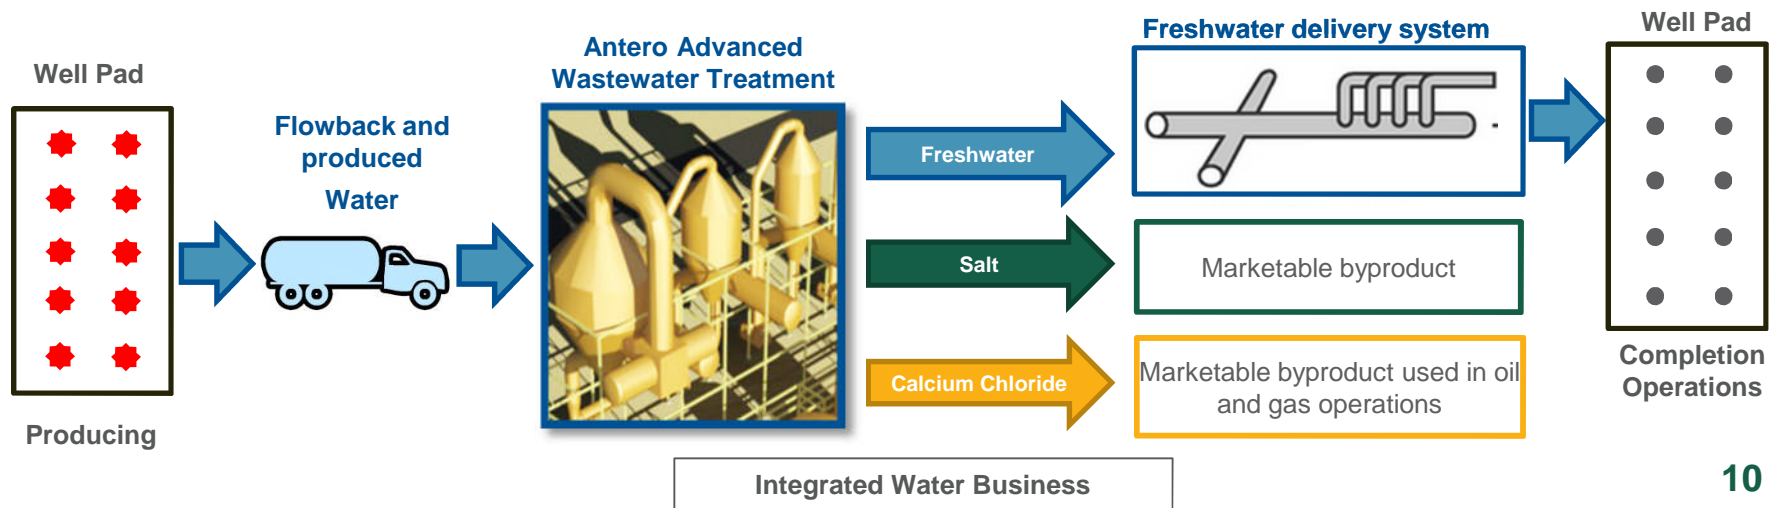 Well Pad
Producing
Flowback and
produced
Water
Antero Advanced
Wastewater Treatment
Freshwater
Salt
Calcium Chloride
Freshwater delivery system
Marketable byproduct
Marketable byproduct used in oil
and gas operations
Well Pad
Completion
Operations
Integrated Water Business
10